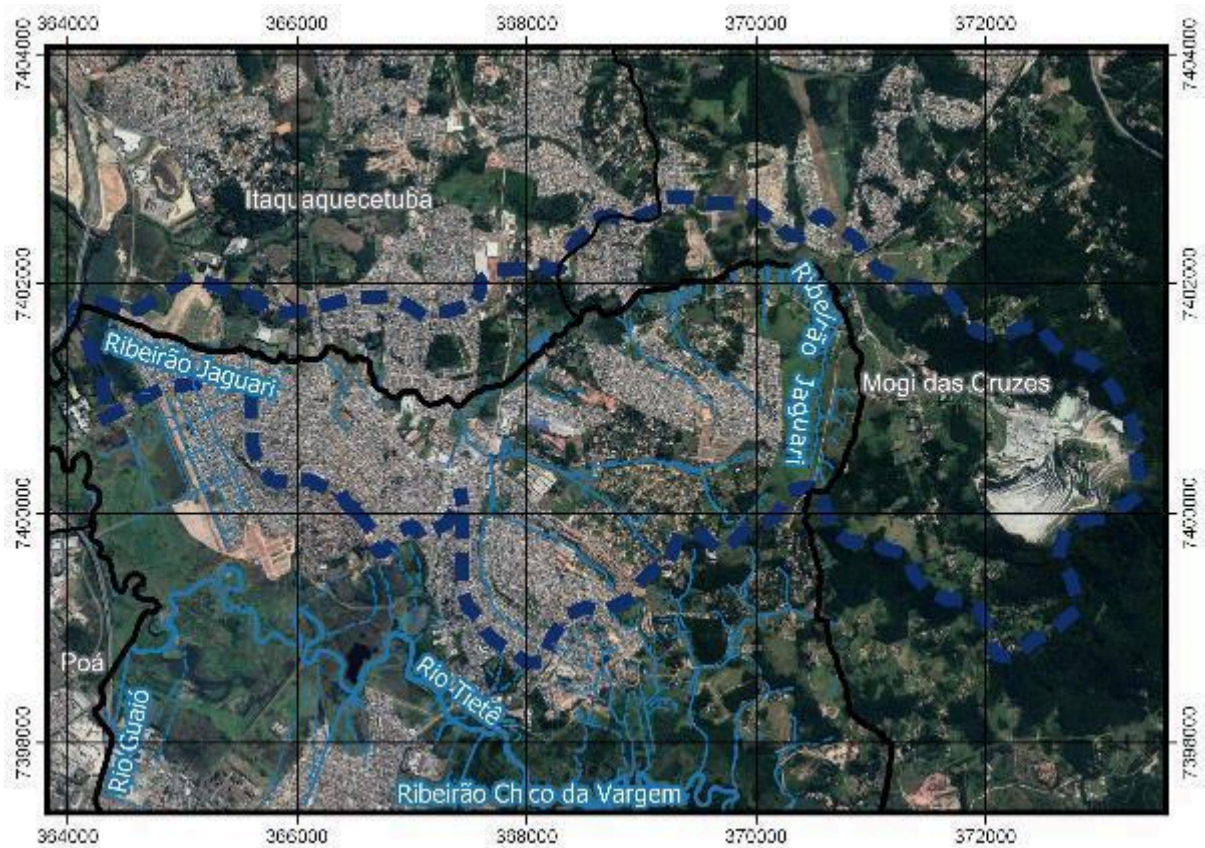 364000 366000 368000 370000 372000
7404000 7404000
Itaquaquecetuba
7402000 7402000
Ribeirão Jaguari
Ribeirão Jaguari
Mogi das Cruzes
7400000 7400000
Poá
Rio Tietê
Rio Guaió
7398000 7398000
Ribeirão Chico da Vargem
364000 366000 368000 370000 372000